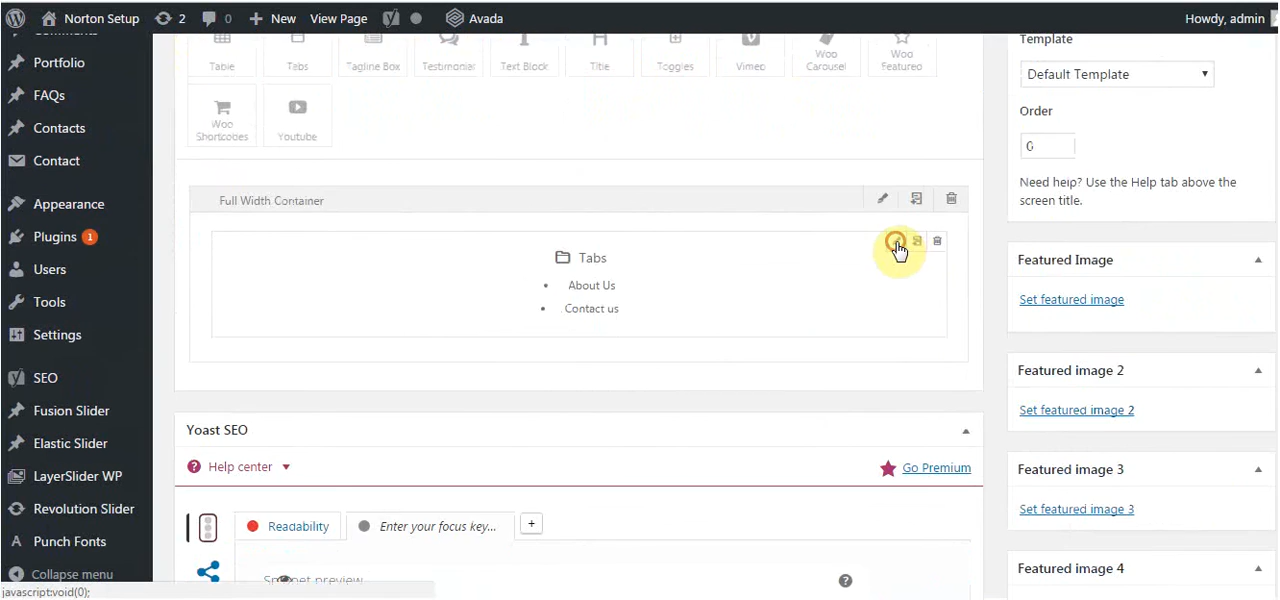 Norton Setup 2 0 New View Page Avada Howdy, admin
Comments
Portfolio
FAQs
Contacts
Contact
Appearance
Plugins 1
Users
Tools
Settings
SEO
Fusion Slider
Elastic Slider
LayerSlider WP
Revolution Slider
Punch Fonts
Collapse menu
javascript:void(0);
Table Tabs Tagline Box Testimonial Text Block Title Toggles Vimeo Woo Carousel Woo Featured
Woo Shortcodes Youtube
Full Width Container
Tabs
• About Us
• Contact us
Yoast SEO
? Help center
Go Premium
Readability Enter your focus key... +
Snippet preview ?
Template
Default Template
Order
0
Need help? Use the Help tab above the
screen title.
Featured Image
Set featured image
Featured image 2
Set featured image 2
Featured image 3
Set featured image 3
Featured image 4